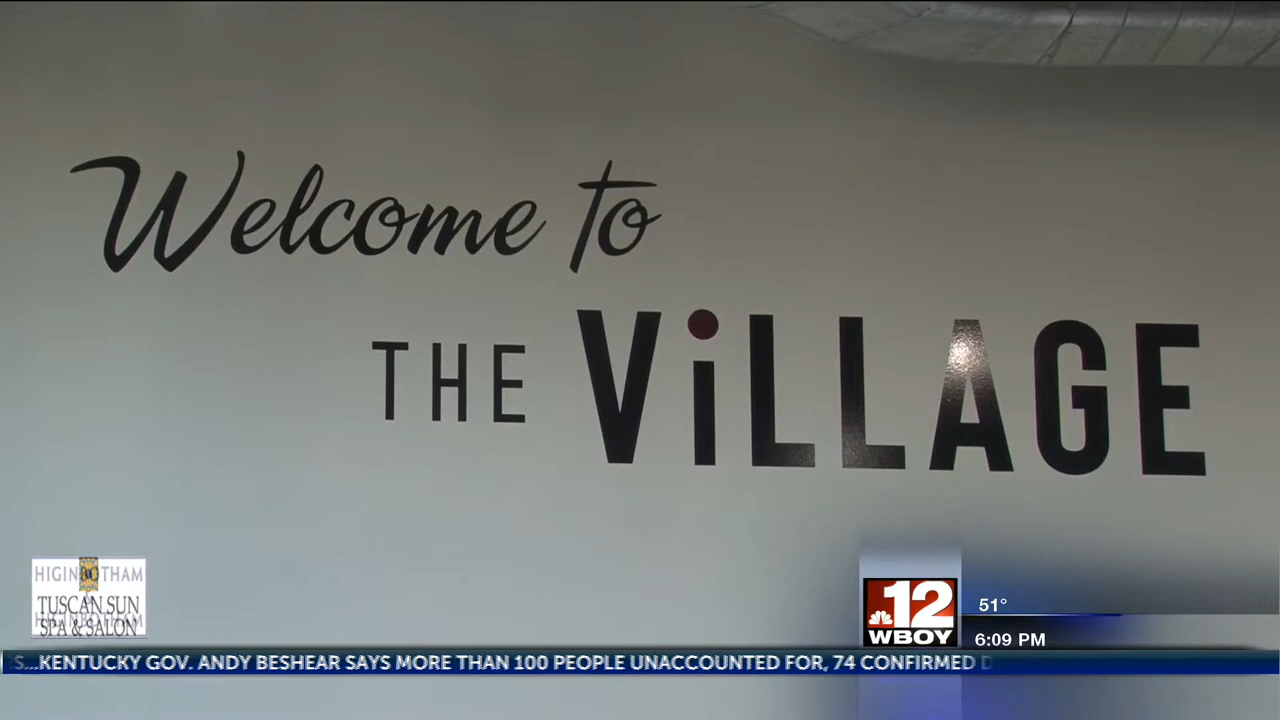 Welcome to
THE ViLLAGE
HIGINBOTHAM
TUSCAN SUN
SPA & SALON
12
WBOY
51°
6:09 PM
S...KENTUCKY GOV. ANDY BESHEAR SAYS MORE THAN 100 PEOPLE UNACCOUNTED FOR, 74 CONFIRMED D